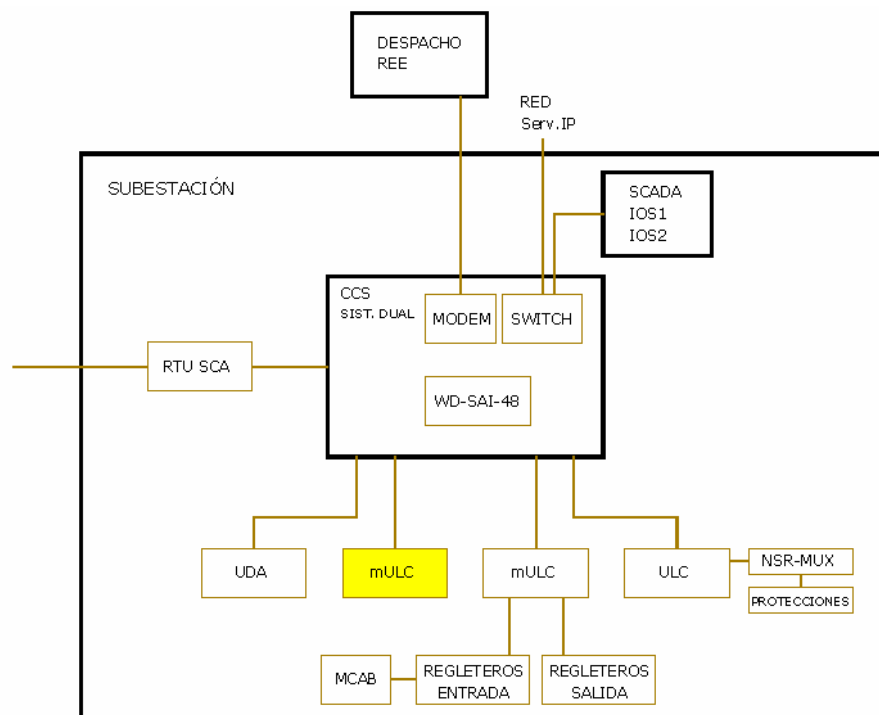 DESPACHO
REE
RED
Serv.IP
SUBESTACIÓN
SCADA
IOS1
IOS2
CCS
SIST. DUAL
MODEM
SWITCH
RTU SCA
WD-SAI-48
UDA
mULC
mULC
ULC
NSR-MUX
PROTECCIONES
MCAB
REGLETEROS
ENTRADA
REGLETEROS
SALIDA